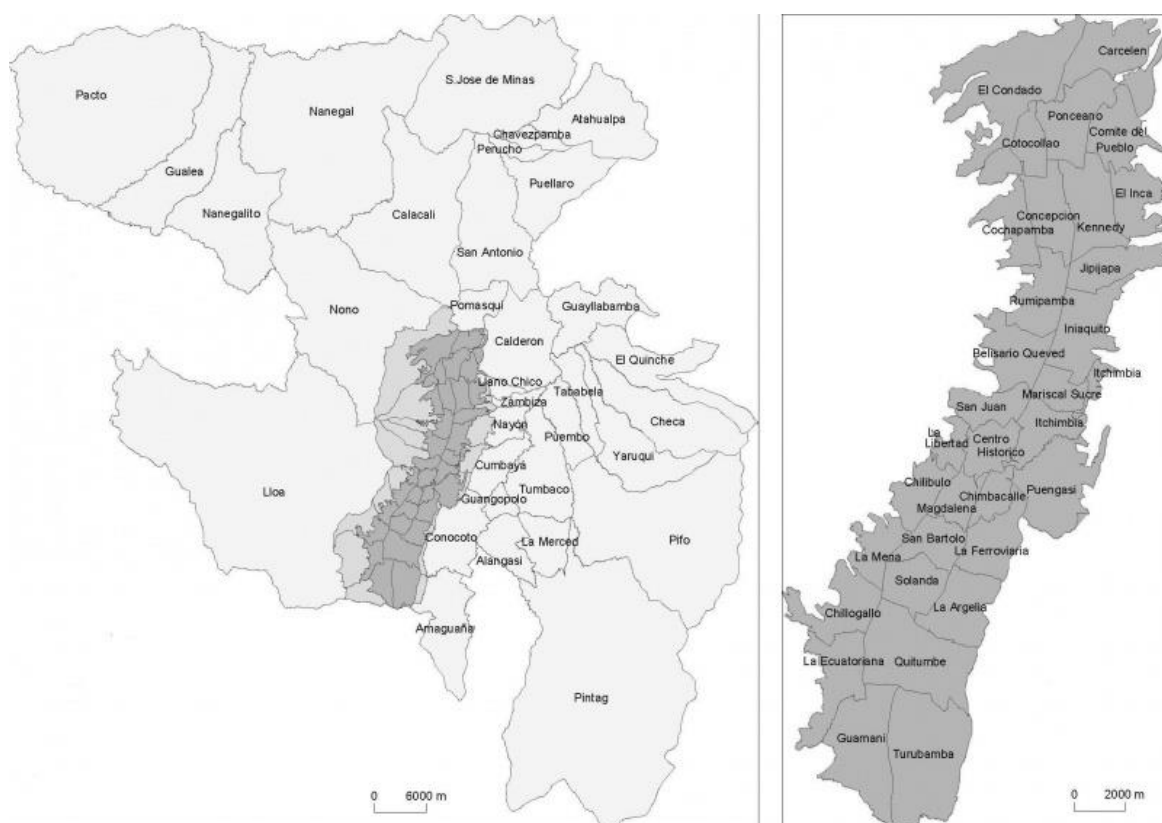 S.Jose de Minas
Pacto
Nanegal
Atahualpa
Chavezpamba
Perucho
Puellaro
Gualea
Nanegalito
Calacali
San Antonio
Nono
Pomasqui
Guayllabamba
Calderon
El Quinche
Llano Chico
Tababela
Zambiza
Checa
Nayon
Puembo
Yaruqui
Cumbaya
Lloa
Tumbaco
Guangopolo
Conocoto
La Merced
Pifo
Alangasi
Amaguaña
Pintag
0 6000 m
Carcelen
El Condado
Ponceano
Comite del
Pueblo
Cotocollao
El Inca
Concepcion
Cochapamba
Kennedy
Jipijapa
Rumipamba
Iniaquito
Belisario Queved
Itchimbia
Mariscal Sucre
San Juan
Itchimbia
La
Libertad
Centro
Historico
Chilibulo
Puengasi
Chimbacalle
Magdalena
San Bartolo
La Ferroviaria
La Mena
Solanda
La Argelia
Chillogallo
La Ecuatoriana
Quitumbe
Guamani
Turubamba
0 2000 m